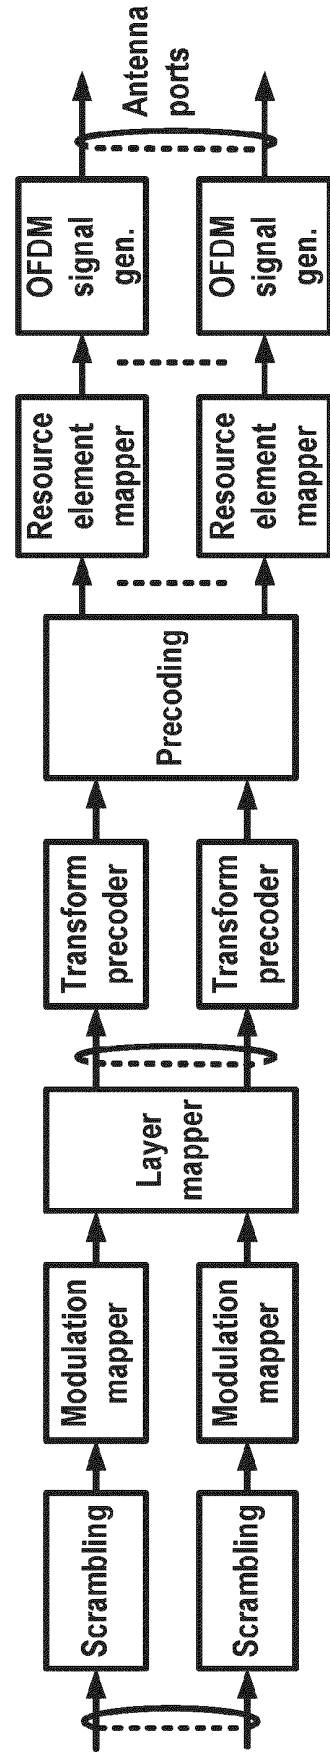 Scrambling
Scrambling
Modulation
mapper
Modulation
mapper
Layer
mapper
Transform
precoder
Transform
precoder
Precoding
Resource
element
mapper
Resource
element
mapper
OFDM
signal
gen.
OFDM
signal
gen.
Antenna
ports